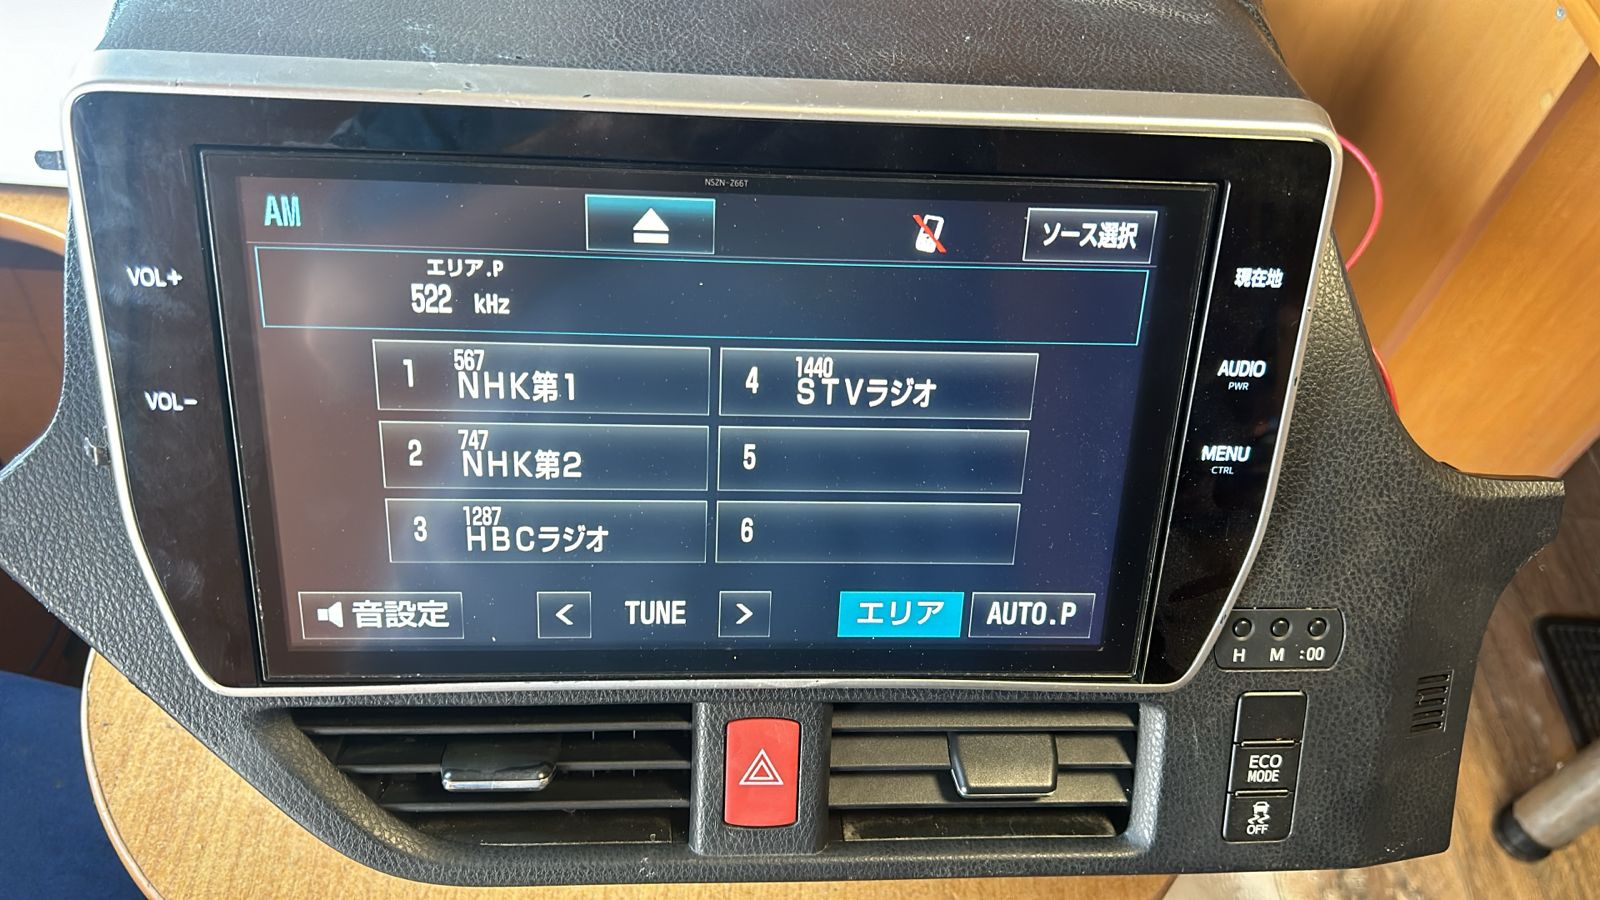 NSZN-Z66T
AM
ソース選択
エリア.P
522 kHz
VOL+
VOL-
現在地
AUDIO
PWR
MENU
CTRL
1 567 NHK第1
4 1440 STVラジオ
2 747 NHK第2
5
3 1287 HBCラジオ
6
音設定
< TUNE >
エリア
AUTO.P
H M :00
ECO
MODE
OFF